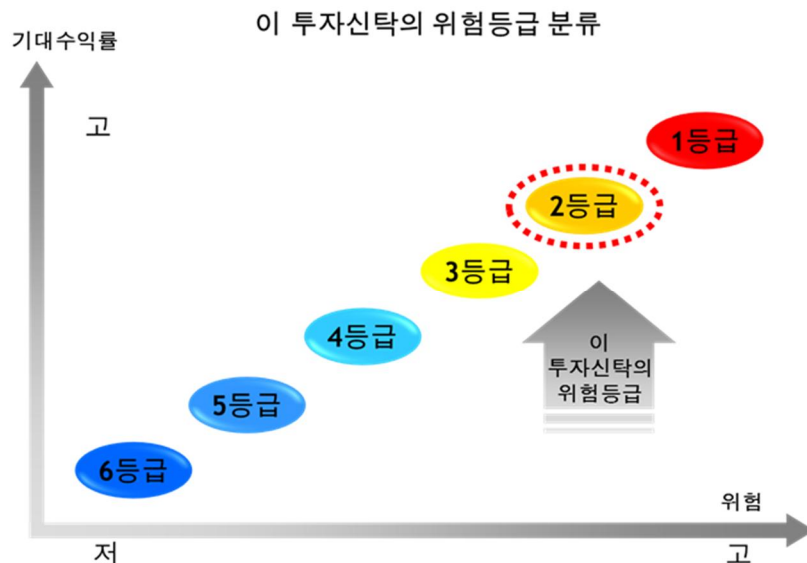 이 투자신탁의 위험등급 분류
기대수익률
고
1등급
2등급
3등급
4등급
5등급
6등급
이
투자신탁의
위험등급
위험
저
고